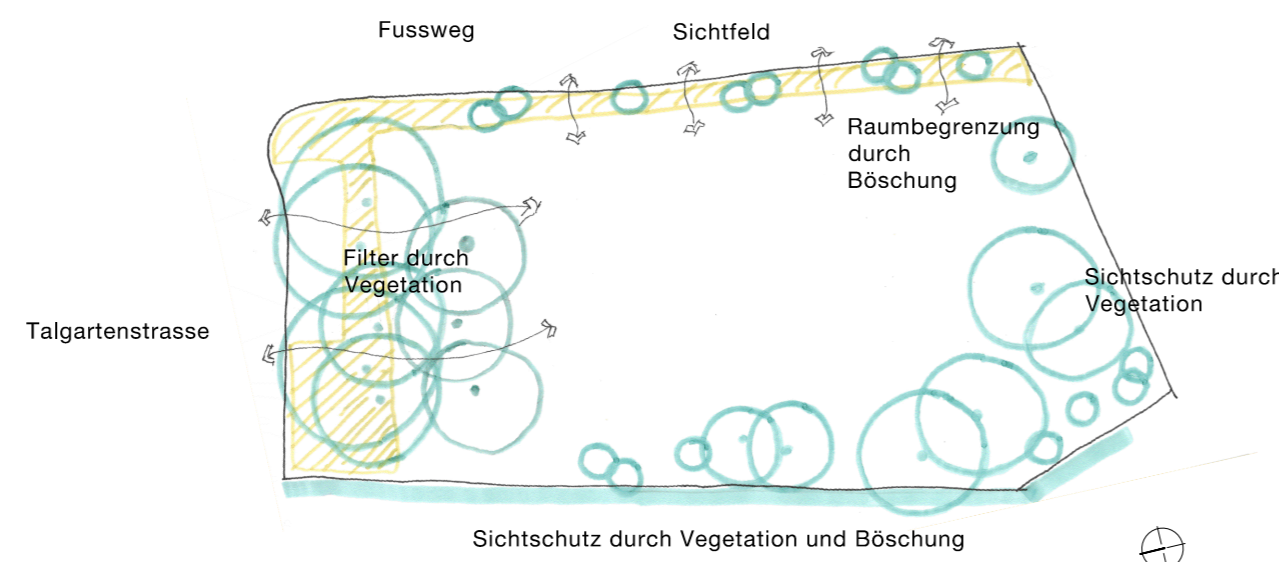 Fussweg
Sichtfeld
Raumbegrenzung
durch
Böschung
Filter durch
Vegetation
Sichtschutz durch
Vegetation
Talgartenstrasse
Sichtschutz durch Vegetation und Böschung